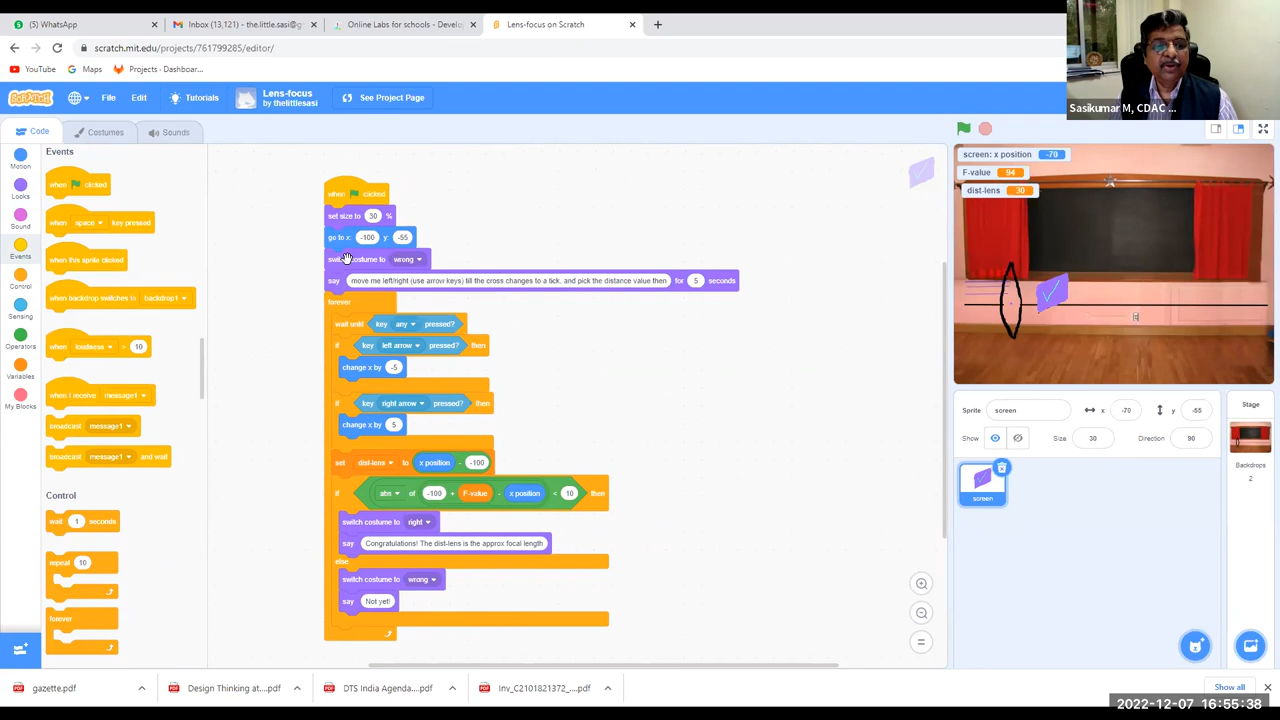 (5) WhatsApp
Inbox (13,121) - the.little.sasi@g
Online Labs for schools - Develo
Lens-focus on Scratch
scratch.mit.edu/projects/761799285/editor/
YouTube
Maps
Projects · Dashboar...
Sasikumar M, CDAC ...
SCRATCH
File
Edit
Tutorials
Lens-focus
by thelittlesasi
See Project Page
Code
Costumes
Sounds
Motion
Looks
Sound
Events
Control
Sensing
Operators
Variables
My Blocks
Events
when clicked
when space key pressed
when this sprite clicked
when backdrop switches to backdrop1
when loudness > 10
when I receive message1
broadcast message1
broadcast message1 and wait
Control
wait 1 seconds
repeat 10
forever
when clicked
set size to 30 %
go to x: -100 y: -55
switch costume to wrong
say move me left/right (use arrow keys) till the cross changes to a tick, and pick the distance value then for 5 seconds
forever
wait until key any pressed?
if key left arrow pressed? then
change x by -5
if key right arrow pressed? then
change x by 5
set dist-lens to x position - -100
if abs of -100 + F-value - x position < 10 then
switch costume to right
say Congratulations! The dist-lens is the approx focal length
else
switch costume to wrong
say Not yet!
screen: x position -70
F-value 94
dist-lens 30
Sprite screen x -70 y -55
Show Size 30 Direction 90
screen
Stage
Backdrops
2
gazette.pdf
Design Thinking at....pdf
DTS India Agenda....pdf
Inv_C2101821372_....pdf
Show all
2022-12-07 16:55:38